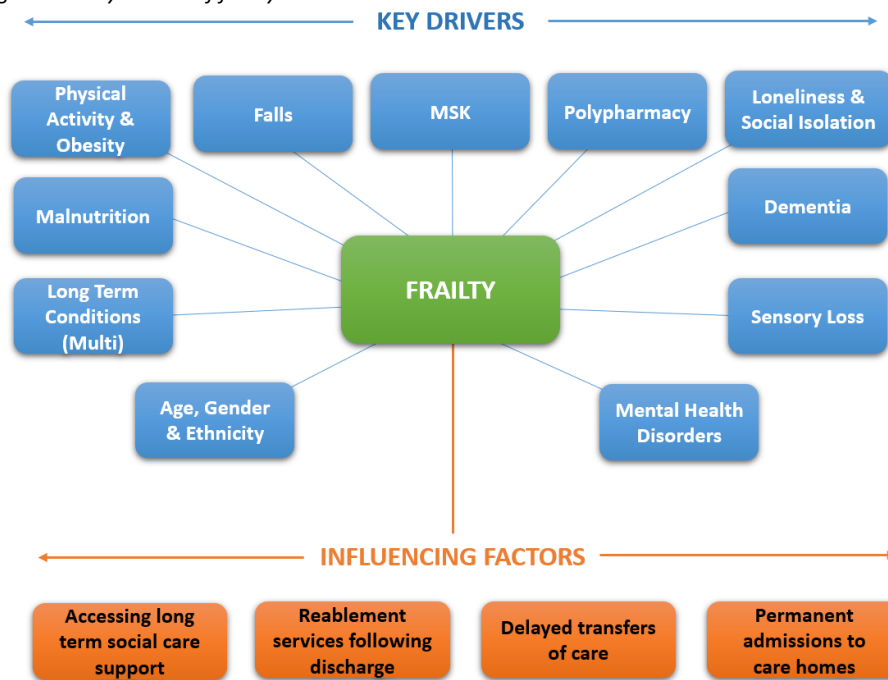 KEY DRIVERS
Physical
Activity &
Obesity
Falls
MSK
Polypharmacy
Loneliness &
Social Isolation
Malnutrition
Dementia
FRAILTY
Long Term
Conditions
(Multi)
Sensory Loss
Age, Gender
& Ethnicity
Mental Health
Disorders
INFLUENCING FACTORS
Accessing long
term social care
support
Reablement
services following
discharge
Delayed transfers
of care
Permanent
admissions to
care homes